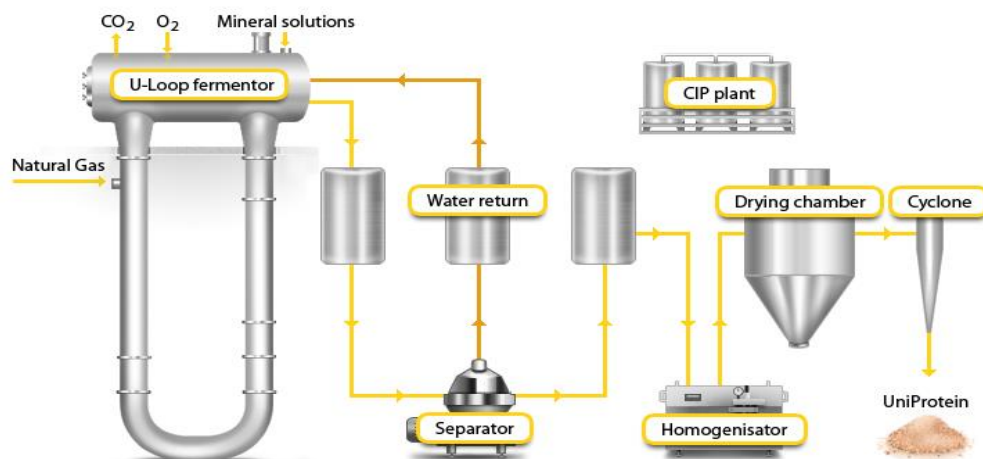 CO2 O2 Mineral solutions
U-Loop fermentor
CIP plant
Natural Gas
Water return
Drying chamber
Cyclone
UniProtein
Separator
Homogenisator